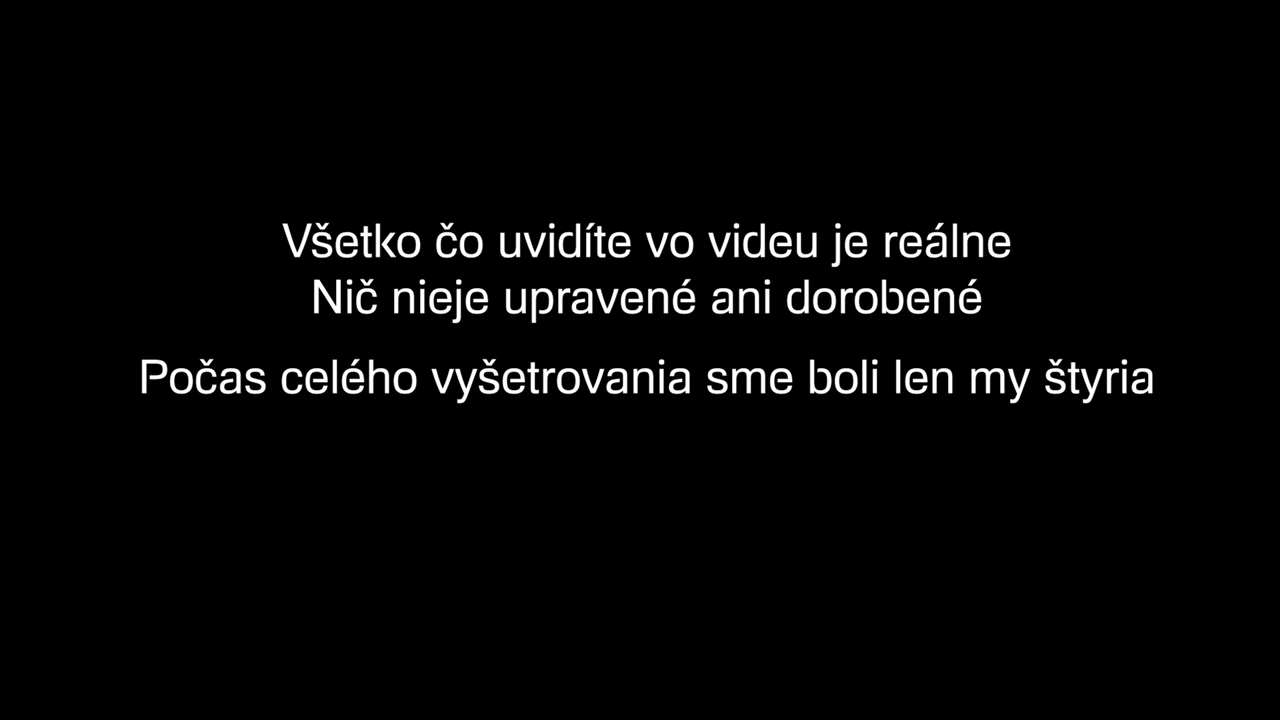 Všetko čo uvidíte vo videu je reálne
Nič nieje upravené ani dorobené
Počas celého vyšetrovania sme boli len my štyria